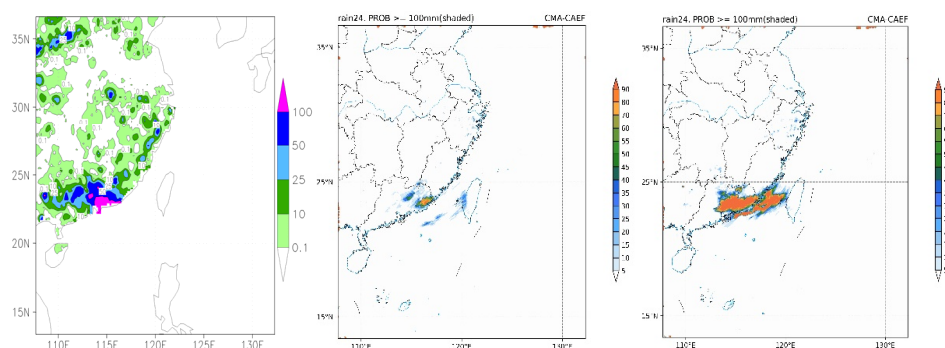 35N
30N
25N
20N
15N
110E
115E
120E
125E
130E
100
50
25
10
0.1
rain24. PROB >= 100mm(shaded)
CMA-CAEF
35°N
25°N
15°N
110°E
120°E
130°E
90
80
70
60
50
45
40
35
30
25
20
15
10
5
rain24. PROB >= 100mm(shaded)
CMA CAEF
35°N
25°N
15°N
110°E
120°E
130°E